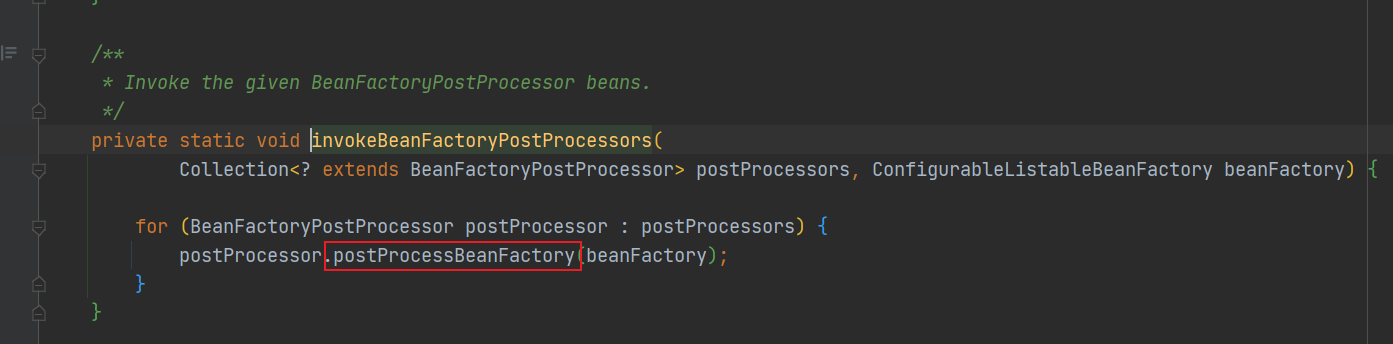 }
/**
* Invoke the given BeanFactoryPostProcessor beans.
*/
private static void invokeBeanFactoryPostProcessors(
Collection<? extends BeanFactoryPostProcessor> postProcessors, ConfigurableListableBeanFactory beanFactory) {
for (BeanFactoryPostProcessor postProcessor : postProcessors) {
postProcessor.postProcessBeanFactory(beanFactory);
}
}